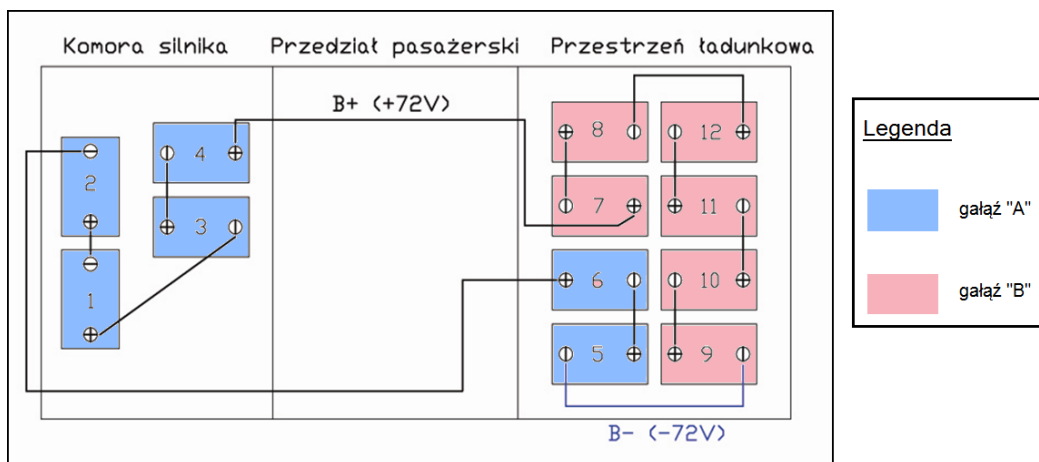 Komora silnika
Przedział pasażerski
Przestrzeń ładunkowa
B+ (+72V)
8
12
4
2
7
11
3
6
10
1
5
9
B- (-72V)
Legenda
gałąź "A"
gałąź "B"